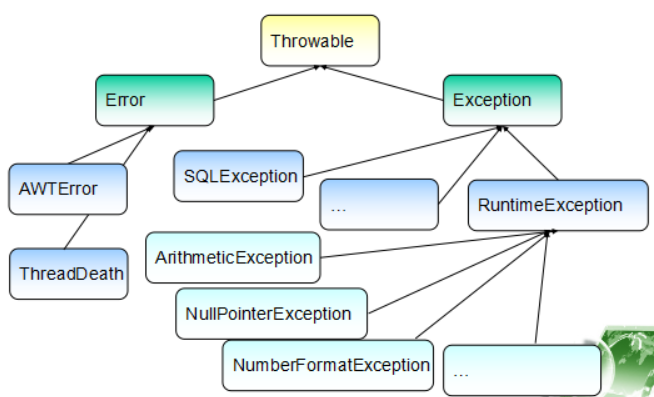 Throwable
Error
Exception
SQLException
AWTError
...
RuntimeException
ArithmeticException
ThreadDeath
NullPointerException
NumberFormatException
...